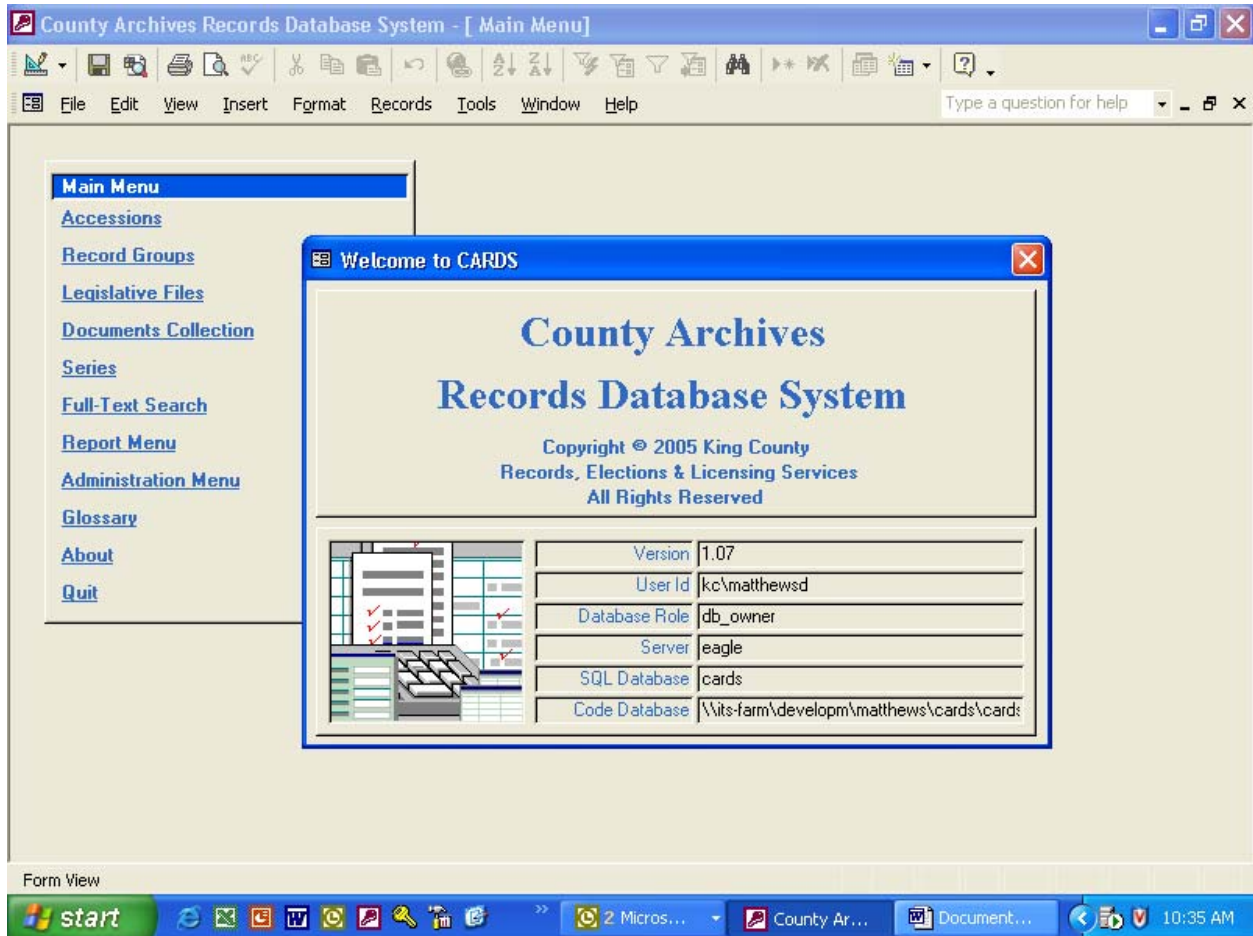 County Archives Records Database System - [ Main Menu]
File Edit View Insert Format Records Tools Window Help
Type a question for help
Main Menu
Accessions
Record Groups
Legislative Files
Documents Collection
Series
Full-Text Search
Report Menu
Administration Menu
Glossary
About
Quit
Welcome to CARDS
County Archives
Records Database System
Copyright © 2005 King County
Records, Elections & Licensing Services
All Rights Reserved
Version 1.07
User Id kc\matthewsd
Database Role db_owner
Server eagle
SQL Database cards
Code Database \\its-farm\developm\matthews\cards\cards
Form View
start 2 Micros... County Ar... Document... 10:35 AM